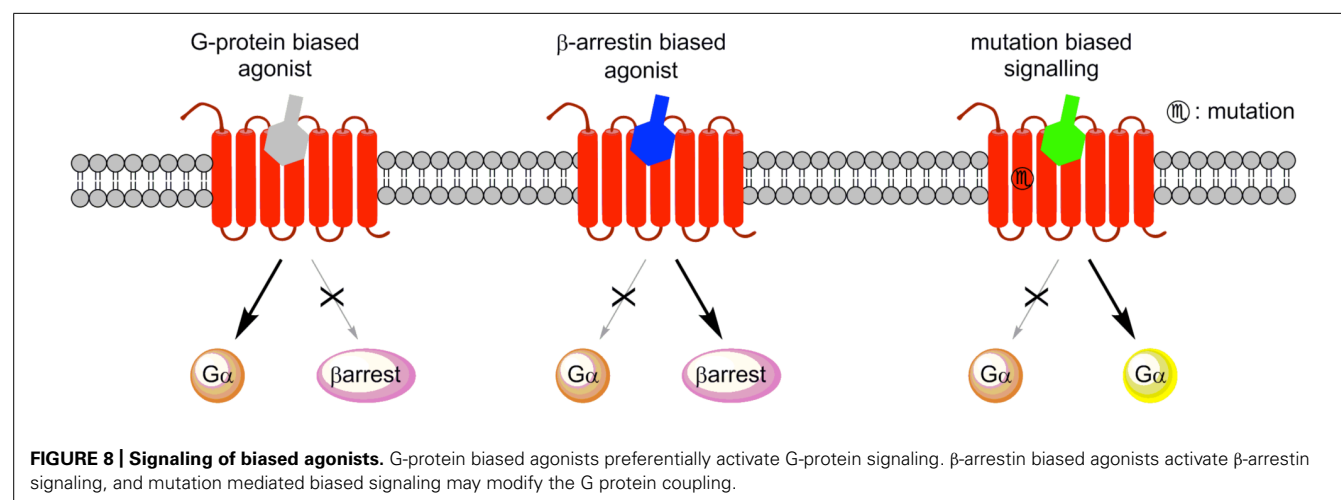 G-protein biased
agonist
β-arrestin biased
agonist
mutation biased
signalling
ⓜ : mutation
ⓜ
Gα
βarrest
Gα
βarrest
Gα
Gα
FIGURE 8 | Signaling of biased agonists. G-protein biased agonists preferentially activate G-protein signaling. β-arrestin biased agonists activate β-arrestin
signaling, and mutation mediated biased signaling may modify the G protein coupling.